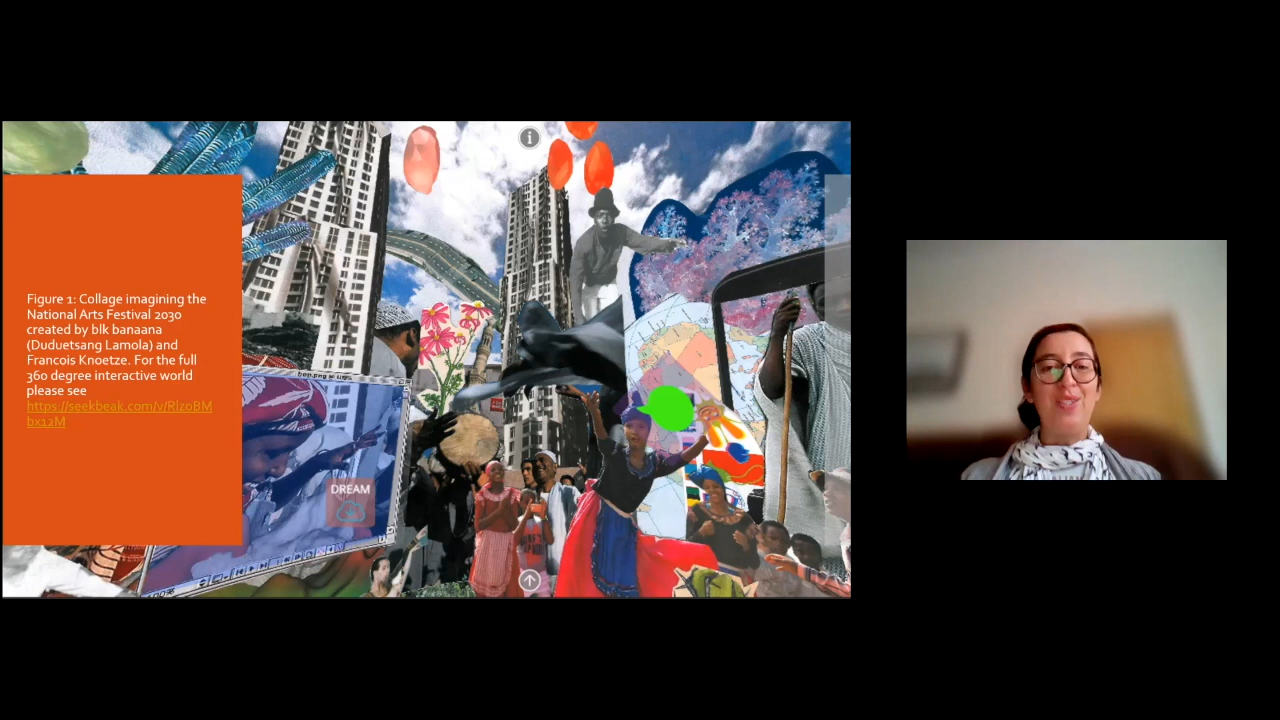 Figure 1: Collage imagining the
National Arts Festival 2030
created by blk banaana
(Duduetsang Lamola) and
Francois Knoetze. For the full
360 degree interactive world
please see
https://seekbeak.com/v/RlzoBM
bx12M
DREAM